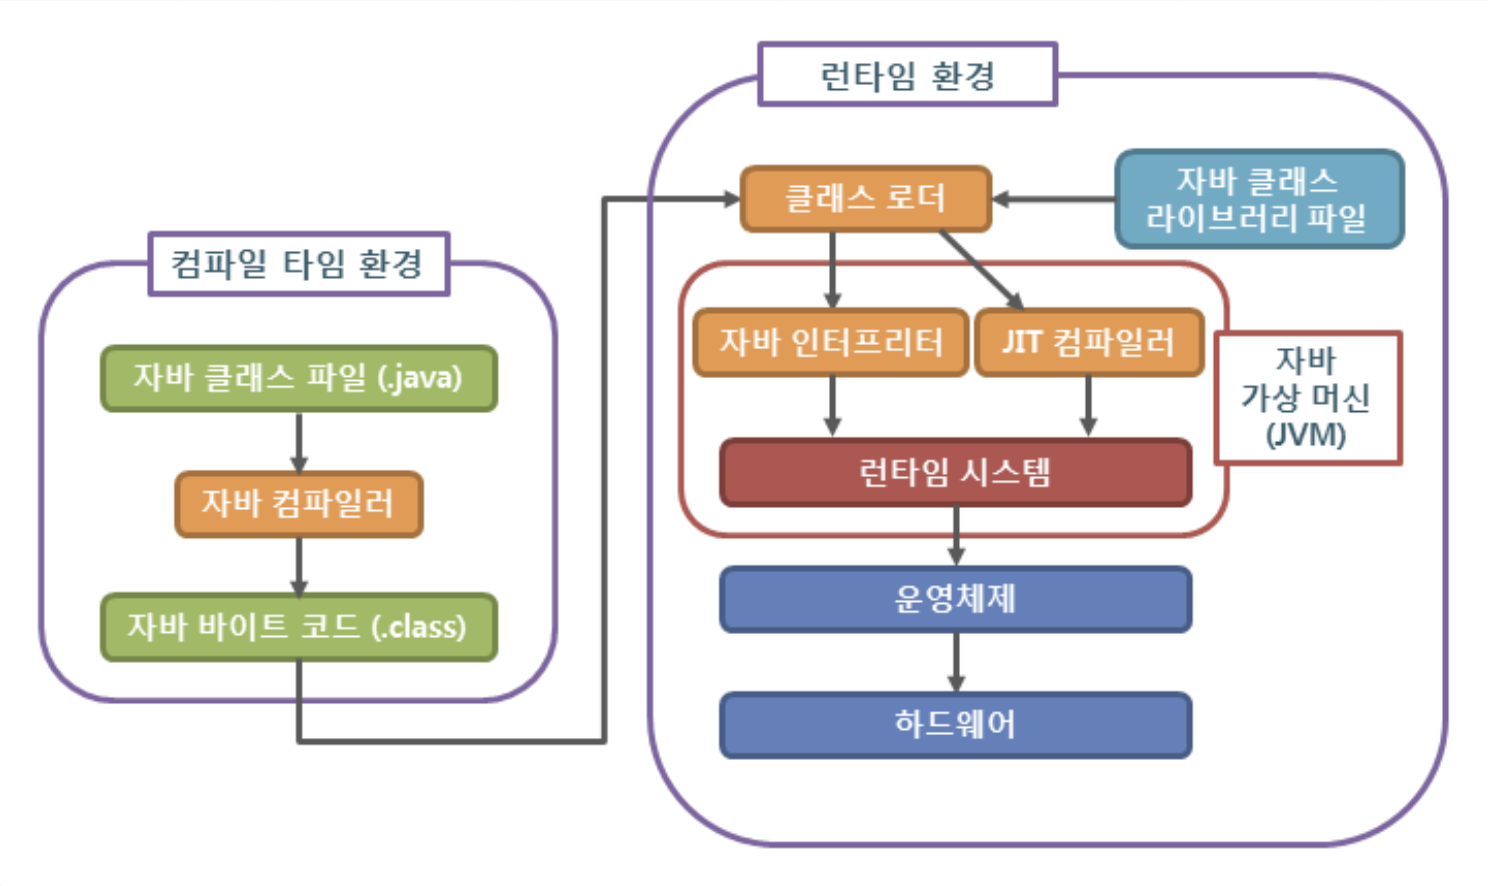 런타임 환경
클래스 로더
자바 클래스
라이브러리 파일
컴파일 타임 환경
자바 클래스 파일 (.java)
자바 컴파일러
자바 바이트 코드 (.class)
자바 인터프리터
JIT 컴파일러
자바
가상 머신
(JVM)
런타임 시스템
운영체제
하드웨어